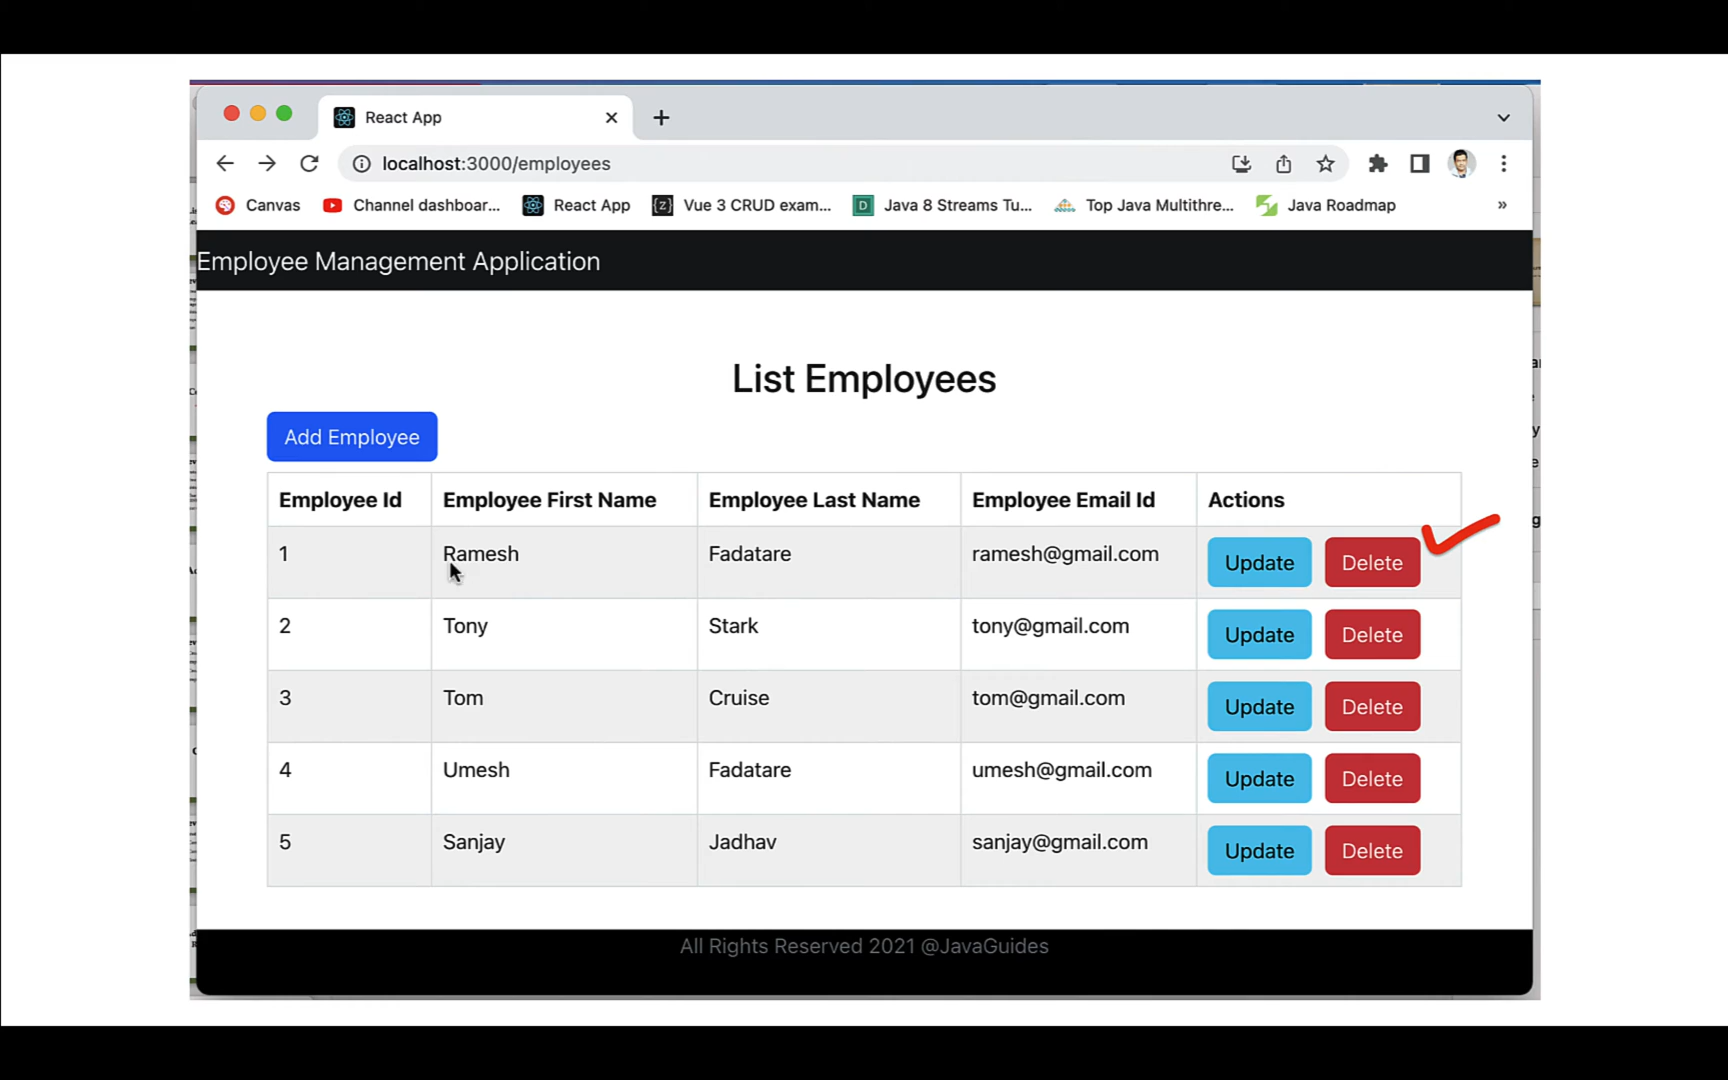 React App
localhost:3000/employees
Canvas Channel dashboar... React App Vue 3 CRUD exam... Java 8 Streams Tu... Top Java Multithre... Java Roadmap »
Employee Management Application
List Employees
Add Employee
Employee Id Employee First Name Employee Last Name Employee Email Id Actions
1 Ramesh Fadatare ramesh@gmail.com Update Delete
2 Tony Stark tony@gmail.com Update Delete
3 Tom Cruise tom@gmail.com Update Delete
4 Umesh Fadatare umesh@gmail.com Update Delete
5 Sanjay Jadhav sanjay@gmail.com Update Delete
All Rights Reserved 2021 @JavaGuides